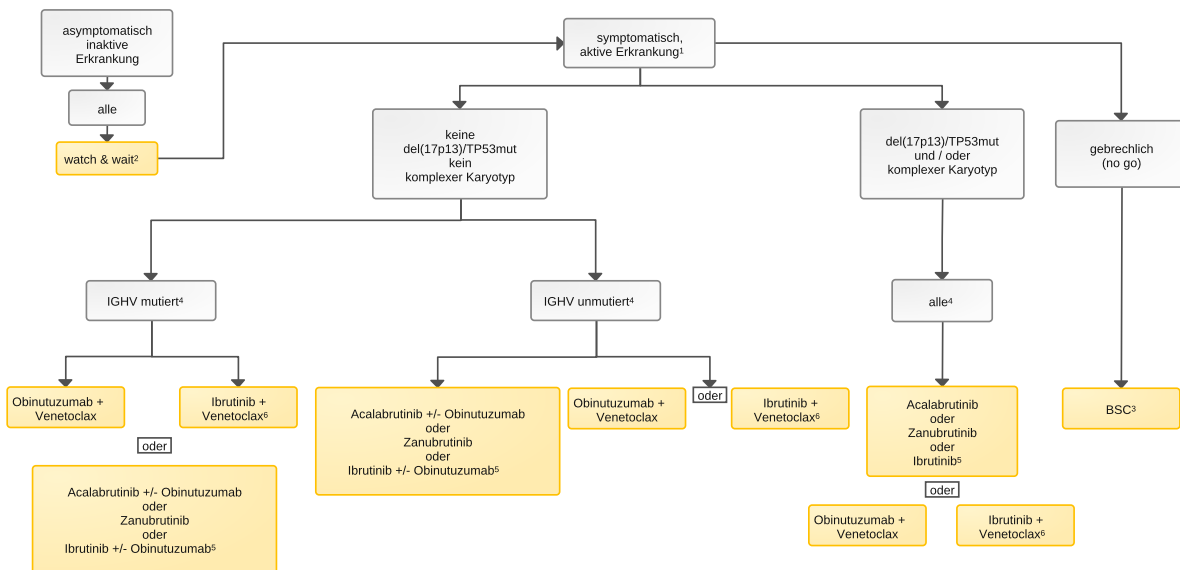 asymptomatisch
inaktive
Erkrankung
alle
watch & wait²
symptomatisch,
aktive Erkrankung¹
keine
del(17p13)/TP53mut
kein
komplexer Karyotyp
del(17p13)/TP53mut
und / oder
komplexer Karyotyp
gebrechlich
(no go)
IGHV mutiert⁴
IGHV unmutiert⁴
alle⁴
Obinutuzumab +
Venetoclax
Ibrutinib +
Venetoclax⁶
oder
Acalabrutinib +/- Obinutuzumab
oder
Zanubrutinib
oder
Ibrutinib +/- Obinutuzumab⁵
Acalabrutinib +/- Obinutuzumab
oder
Zanubrutinib
oder
Ibrutinib +/- Obinutuzumab⁵
Obinutuzumab +
Venetoclax
oder
Ibrutinib +
Venetoclax⁶
Acalabrutinib
oder
Zanubrutinib
oder
Ibrutinib⁵
oder
Obinutuzumab +
Venetoclax
Ibrutinib +
Venetoclax⁶
BSC³